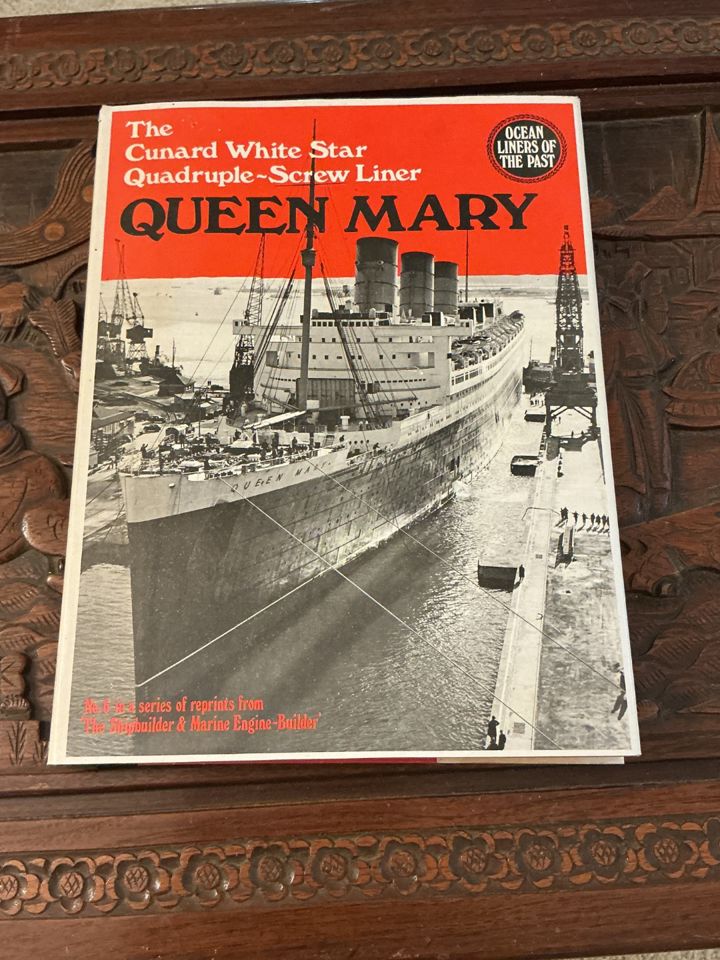 The
Cunard White Star
Quadruple-Screw Liner
QUEEN MARY
OCEAN
LINERS OF
THE PAST
QUEEN MARY
No. 6 in a series of reprints from
'The Shipbuilder & Marine Engine-Builder'